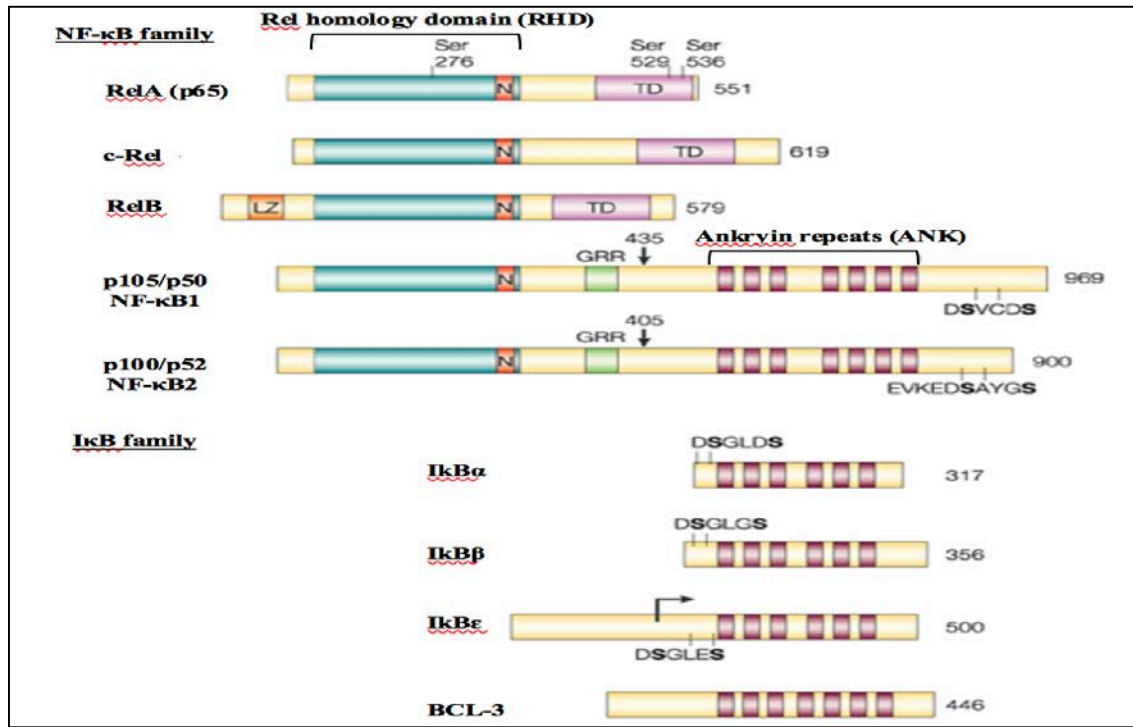 Rel homology domain (RHD)
NF-κB family
Ser Ser Ser
276 529 536
RelA (p65) N TD 551
c-Rel N TD 619
RelB LZ N TD 579
435 Ankryin repeats (ANK)
GRR
p105/p50 N 969
NF-κB1 DSVCDS
405
GRR
p100/p52 N 900
NF-κB2 EVKEDSAYGS
IκB family
DSGLDS
IkBα 317
DSGLGS
IkBβ 356
IkBε 500
DSGLES
BCL-3 446